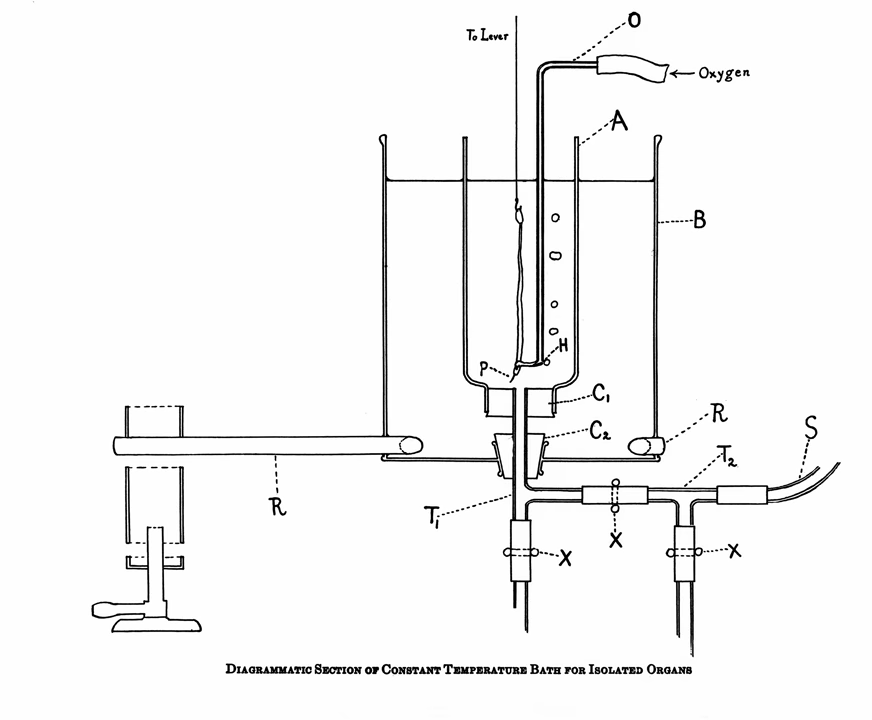 O
To Lever
Oxygen
A
B
H
P
C1
C2
R
S
T2
R
T1
X
X
X
DIAGRAMMATIC SECTION OF CONSTANT TEMPERATURE BATH FOR ISOLATED ORGANS